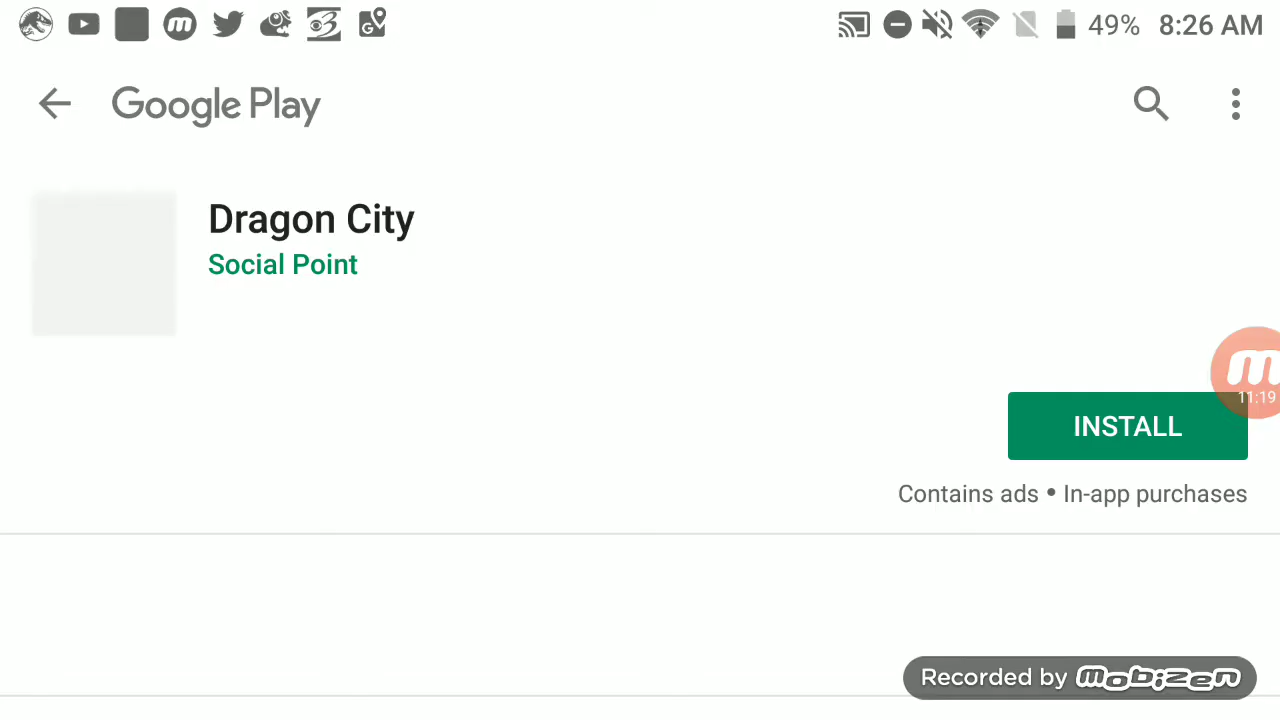 49% 8:26 AM
Google Play
Dragon City
Social Point
11:19
INSTALL
Contains ads • In-app purchases
Recorded by mobizen